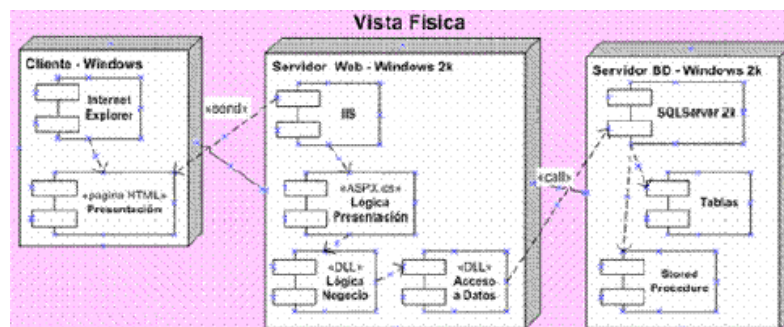 Vista Física
Cliente - Windows
Internet
Explorer
«pagina HTML»
Presentación
«send»
Servidor Web - Windows 2k
IIS
«ASPX.cs»
Lógica
Presentación
«DLL»
Lógica
Negocio
«DLL»
Acceso
a Datos
«call»
Servidor BD - Windows 2k
SQLServer 2k
Tablas
Stored
Procedure